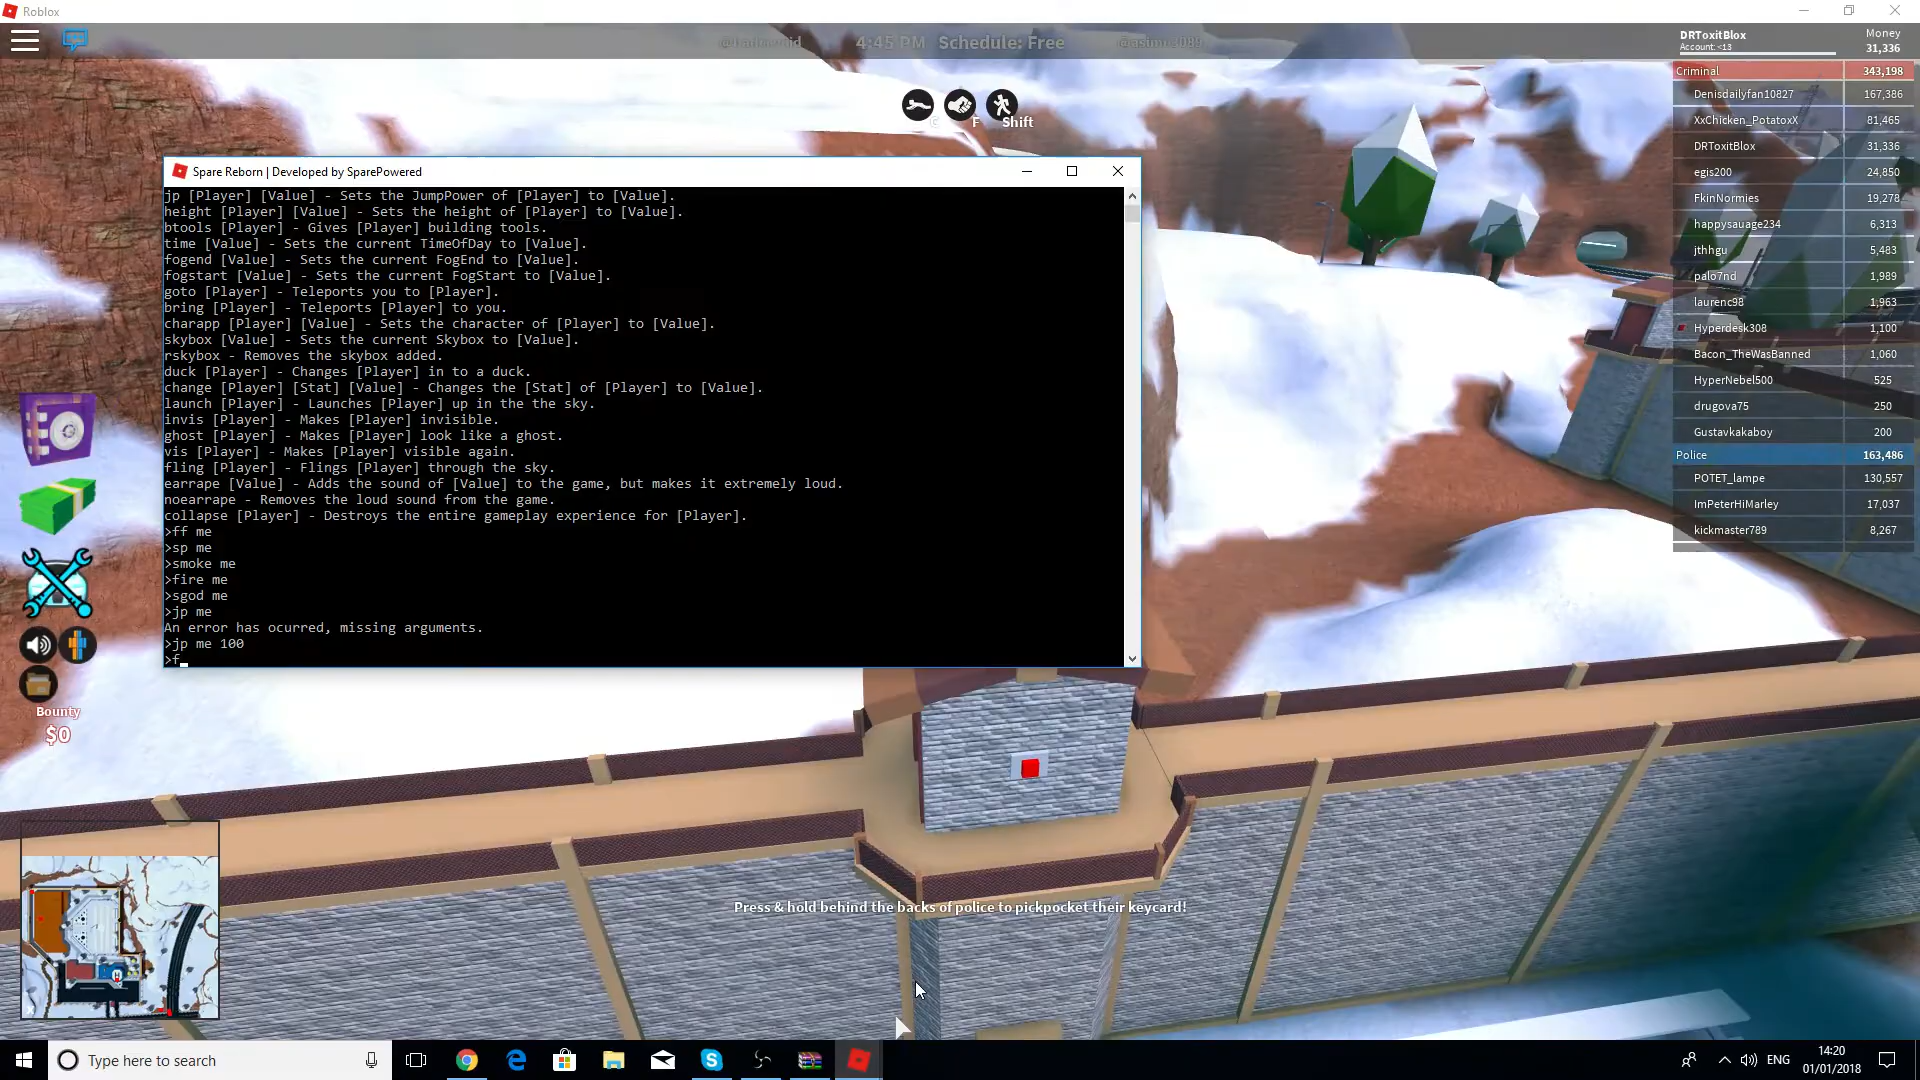 Roblox
4:45 PM Schedule: Free
DRToxitBlox
Account: <13
Money
31,336
Criminal 343,198
Denisdailyfan10827 167,386
XxChicken_PotatoxX 81,465
DRToxitBlox 31,336
egis200 24,850
FkinNormies 19,278
happysauage234 6,313
jthhgu 5,483
palo7nd 1,989
laurenc98 1,963
Hyperdesk308 1,100
Bacon_TheWasBanned 1,060
HyperNebel500 525
drugova75 250
Gustavkakaboy 200
Police 163,486
POTET_lampe 130,557
ImPeterHiMarley 17,037
kickmaster789 8,267
C F Shift
Spare Reborn | Developed by SparePowered
jp [Player] [Value] - Sets the JumpPower of [Player] to [Value].
height [Player] [Value] - Sets the height of [Player] to [Value].
btools [Player] - Gives [Player] building tools.
time [Value] - Sets the current TimeOfDay to [Value].
fogend [Value] - Sets the current FogEnd to [Value].
fogstart [Value] - Sets the current FogStart to [Value].
goto [Player] - Teleports you to [Player].
bring [Player] - Teleports [Player] to you.
charapp [Player] [Value] - Sets the character of [Player] to [Value].
skybox [Value] - Sets the current Skybox to [Value].
rskybox - Removes the skybox added.
duck [Player] - Changes [Player] in to a duck.
change [Player] [Stat] [Value] - Changes the [Stat] of [Player] to [Value].
launch [Player] - Launches [Player] up in the the sky.
invis [Player] - Makes [Player] invisible.
ghost [Player] - Makes [Player] look like a ghost.
vis [Player] - Makes [Player] visible again.
fling [Player] - Flings [Player] through the sky.
earrape [Value] - Adds the sound of [Value] to the game, but makes it extremely loud.
noearrape - Removes the loud sound from the game.
collapse [Player] - Destroys the entire gameplay experience for [Player].
>ff me
>sp me
>smoke me
>fire me
>sgod me
>jp me
An error has ocurred, missing arguments.
>jp me 100
>f
Bounty
$0
Press & hold behind the backs of police to pickpocket their keycard!
Type here to search
ENG
14:20
01/01/2018